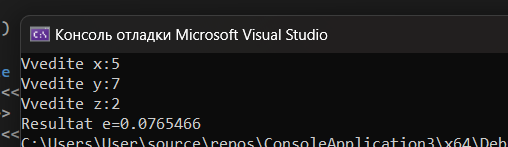 )
Консоль отладки Microsoft Visual Studio
Vvedite x:5
e Vvedite y:7
<< Vvedite z:2
> Resultat e=0.0765466
<< C:\Users\User\source\repos\ConsoleApplication3\x64\Deb